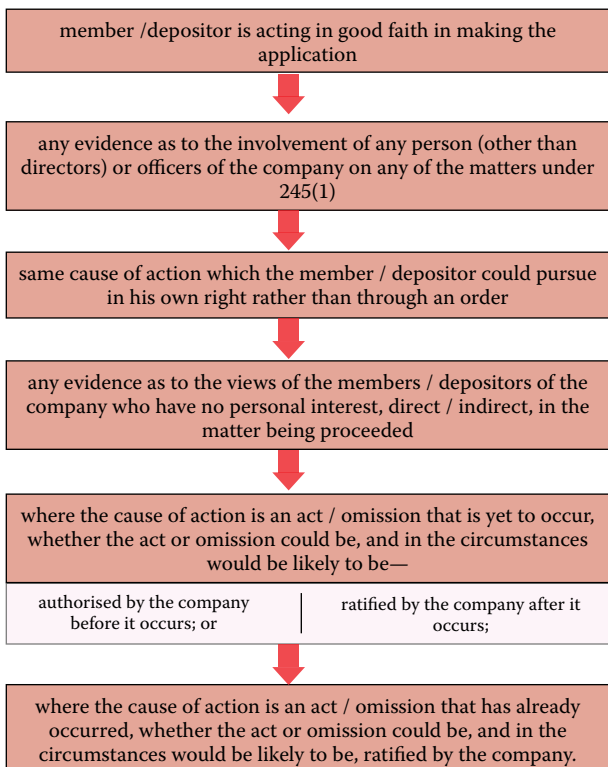 member /depositor is acting in good faith in making the
application
any evidence as to the involvement of any person (other than
directors) or officers of the company on any of the matters under
245(1)
same cause of action which the member / depositor could pursue
in his own right rather than through an order
any evidence as to the views of the members / depositors of the
company who have no personal interest, direct / indirect, in the
matter being proceeded
where the cause of action is an act / omission that is yet to occur,
whether the act or omission could be, and in the circumstances
would be likely to be—
authorised by the company
before it occurs; or
ratified by the company after it
occurs;
where the cause of action is an act / omission that has already
occurred, whether the act or omission could be, and in the
circumstances would be likely to be, ratified by the company.